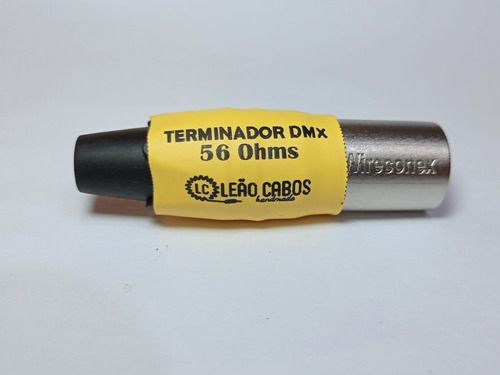 TERMINADOR DMX
56 Ohms
LC LEÃO CABOS
handmade
Wireconex